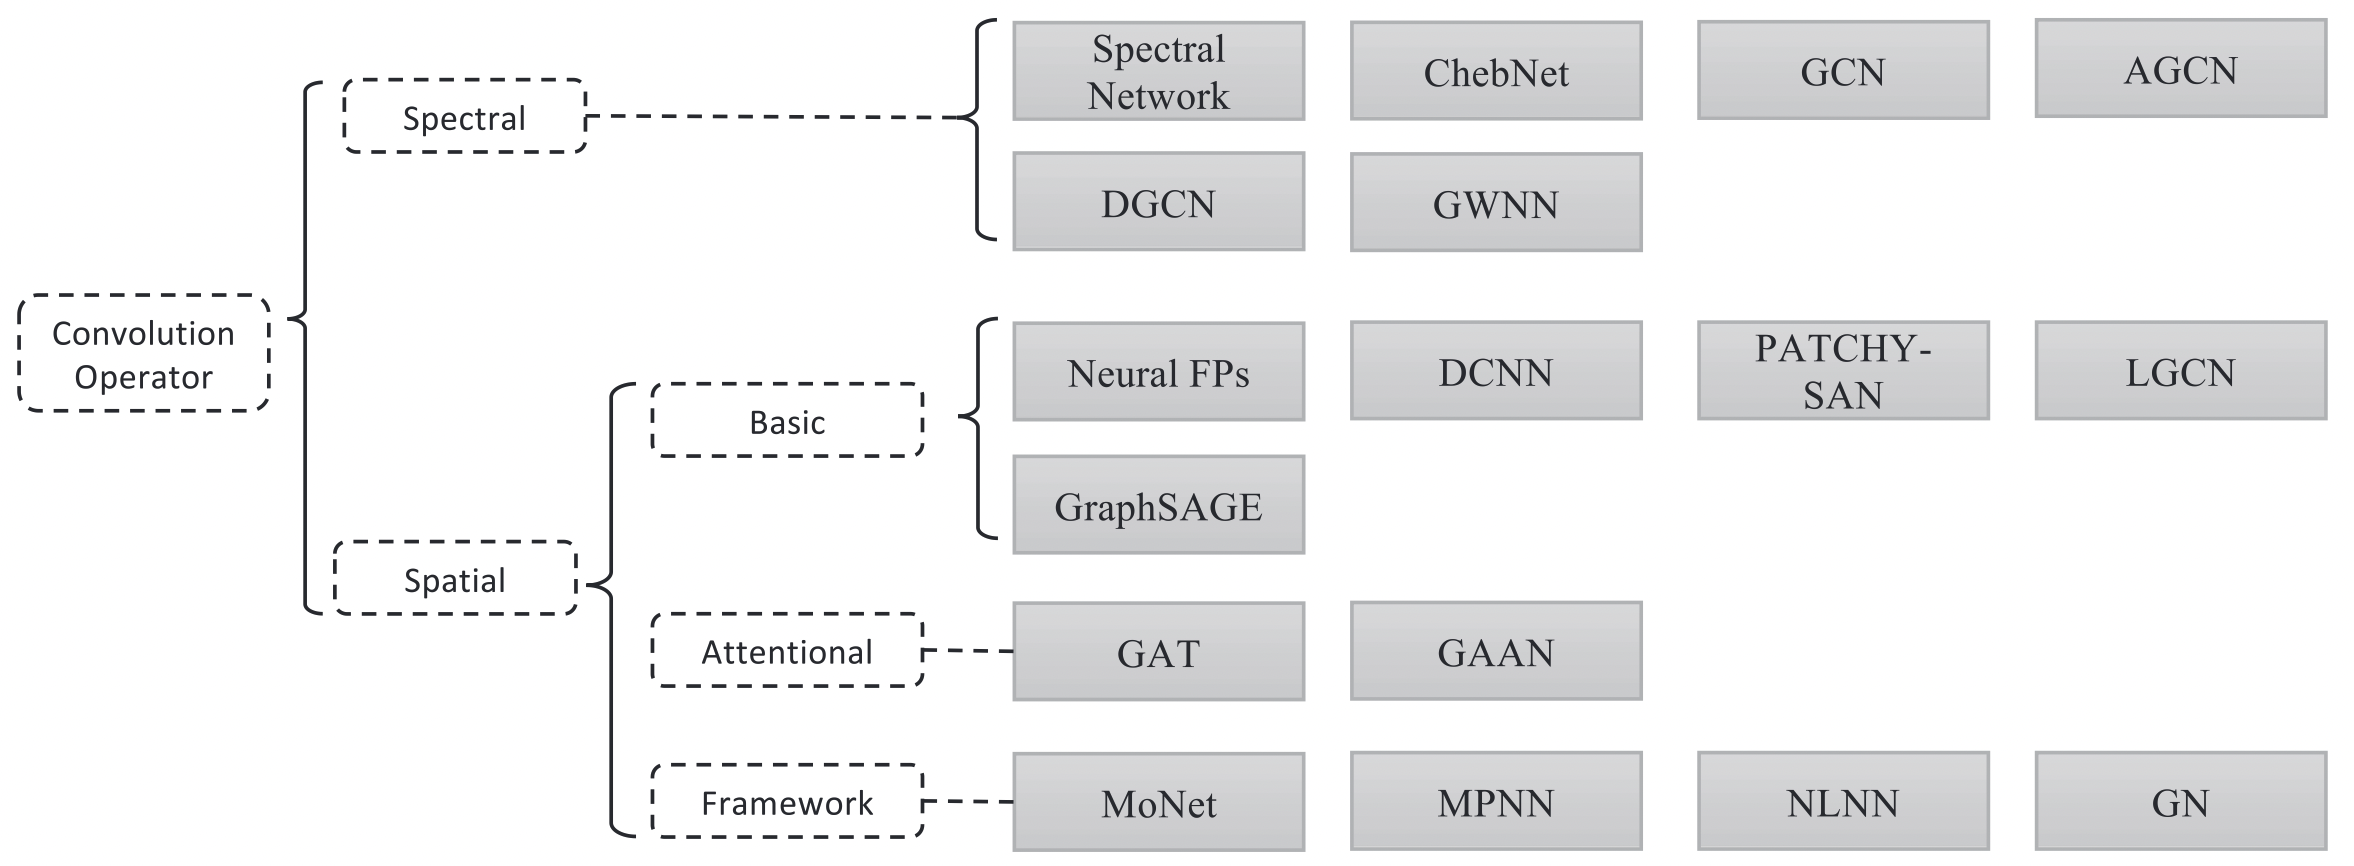 Spectral
Network
ChebNet
GCN
AGCN
Spectral
DGCN
GWNN
Convolution
Operator
Neural FPs
DCNN
PATCHY-
SAN
LGCN
Basic
GraphSAGE
Spatial
Attentional
GAT
GAAN
Framework
MoNet
MPNN
NLNN
GN